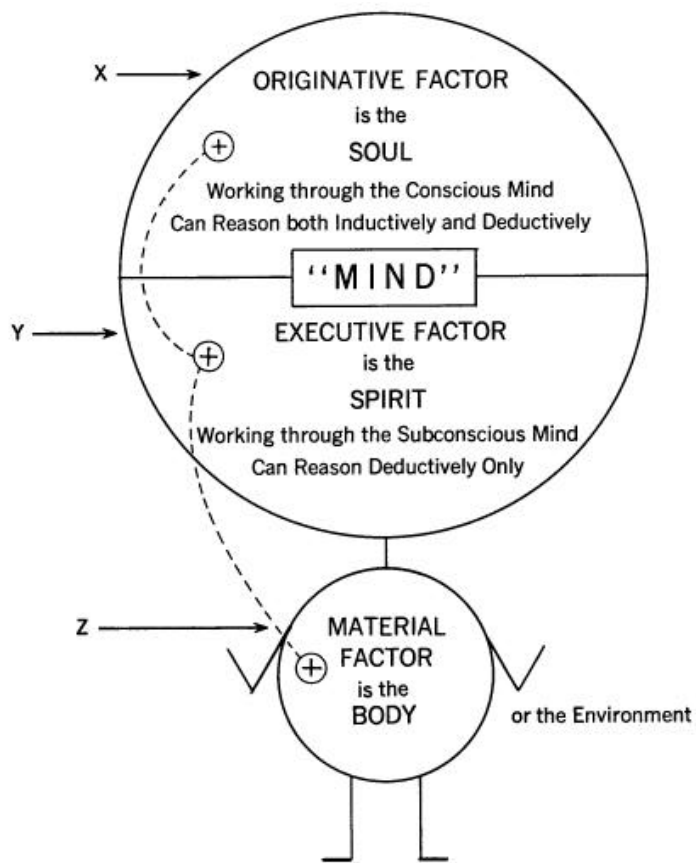 X
ORIGINATIVE FACTOR
is the
SOUL
Working through the Conscious Mind
Can Reason both Inductively and Deductively
"MIND"
Y
EXECUTIVE FACTOR
is the
SPIRIT
Working through the Subconscious Mind
Can Reason Deductively Only
Z
MATERIAL
FACTOR
is the
BODY
or the Environment